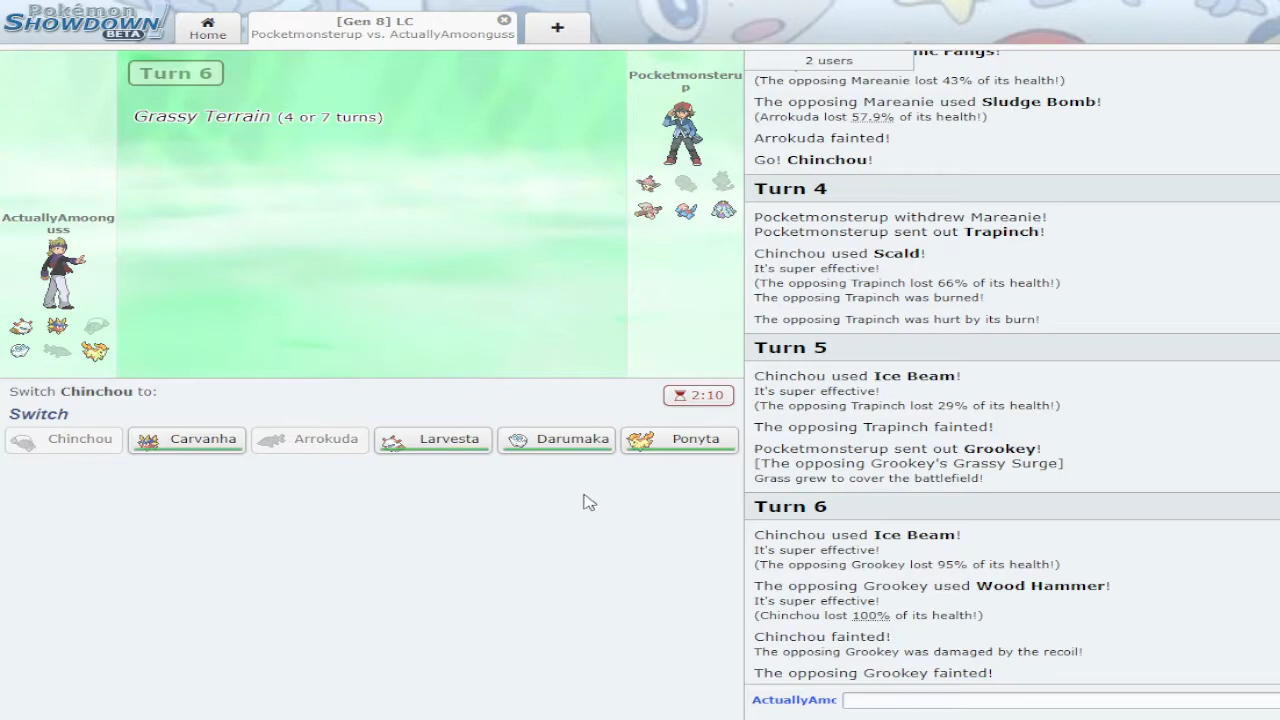 Pokémon
SHOWDOWN!
BETA
Home
[Gen 8] LC
Pocketmonsterup vs. ActuallyAmoonguss
+
Turn 6
Grassy Terrain (4 or 7 turns)
Pocketmonsteru
p
ActuallyAmoong
uss
Switch Chinchou to:
2:10
Switch
Chinchou
Carvanha
Arrokuda
Larvesta
Darumaka
Ponyta
2 users
(The opposing Mareanie lost 43% of its health!)
The opposing Mareanie used Sludge Bomb!
(Arrokuda lost 57.9% of its health!)
Arrokuda fainted!
Go! Chinchou!
Turn 4
Pocketmonsterup withdrew Mareanie!
Pocketmonsterup sent out Trapinch!
Chinchou used Scald!
It's super effective!
(The opposing Trapinch lost 66% of its health!)
The opposing Trapinch was burned!
The opposing Trapinch was hurt by its burn!
Turn 5
Chinchou used Ice Beam!
It's super effective!
(The opposing Trapinch lost 29% of its health!)
The opposing Trapinch fainted!
Pocketmonsterup sent out Grookey!
[The opposing Grookey's Grassy Surge]
Grass grew to cover the battlefield!
Turn 6
Chinchou used Ice Beam!
It's super effective!
(The opposing Grookey lost 95% of its health!)
The opposing Grookey used Wood Hammer!
It's super effective!
(Chinchou lost 100% of its health!)
Chinchou fainted!
The opposing Grookey was damaged by the recoil!
The opposing Grookey fainted!
ActuallyAmc